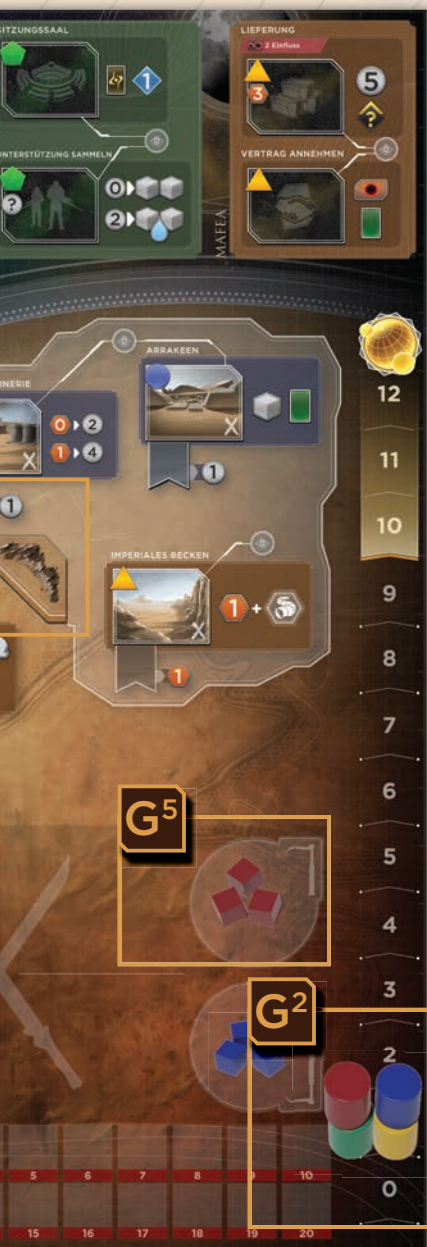 ITZUNGSSAAL
1
UNTERSTÜTZUNG SAMMELN
?
0
2
LIEFERUNG
2 Einfluss
3
5
?
VERTRAG ANNEHMEN
MAFEA
ARRAKEEN
X
1
INERIE
X
0 2
1 4
1
IMPERIALES BECKEN
X
1 +
1
12
11
10
9
8
7
6
5
4
3
2
0
G5
G2
5 6 7 8 9 10
15 16 17 18 19 20